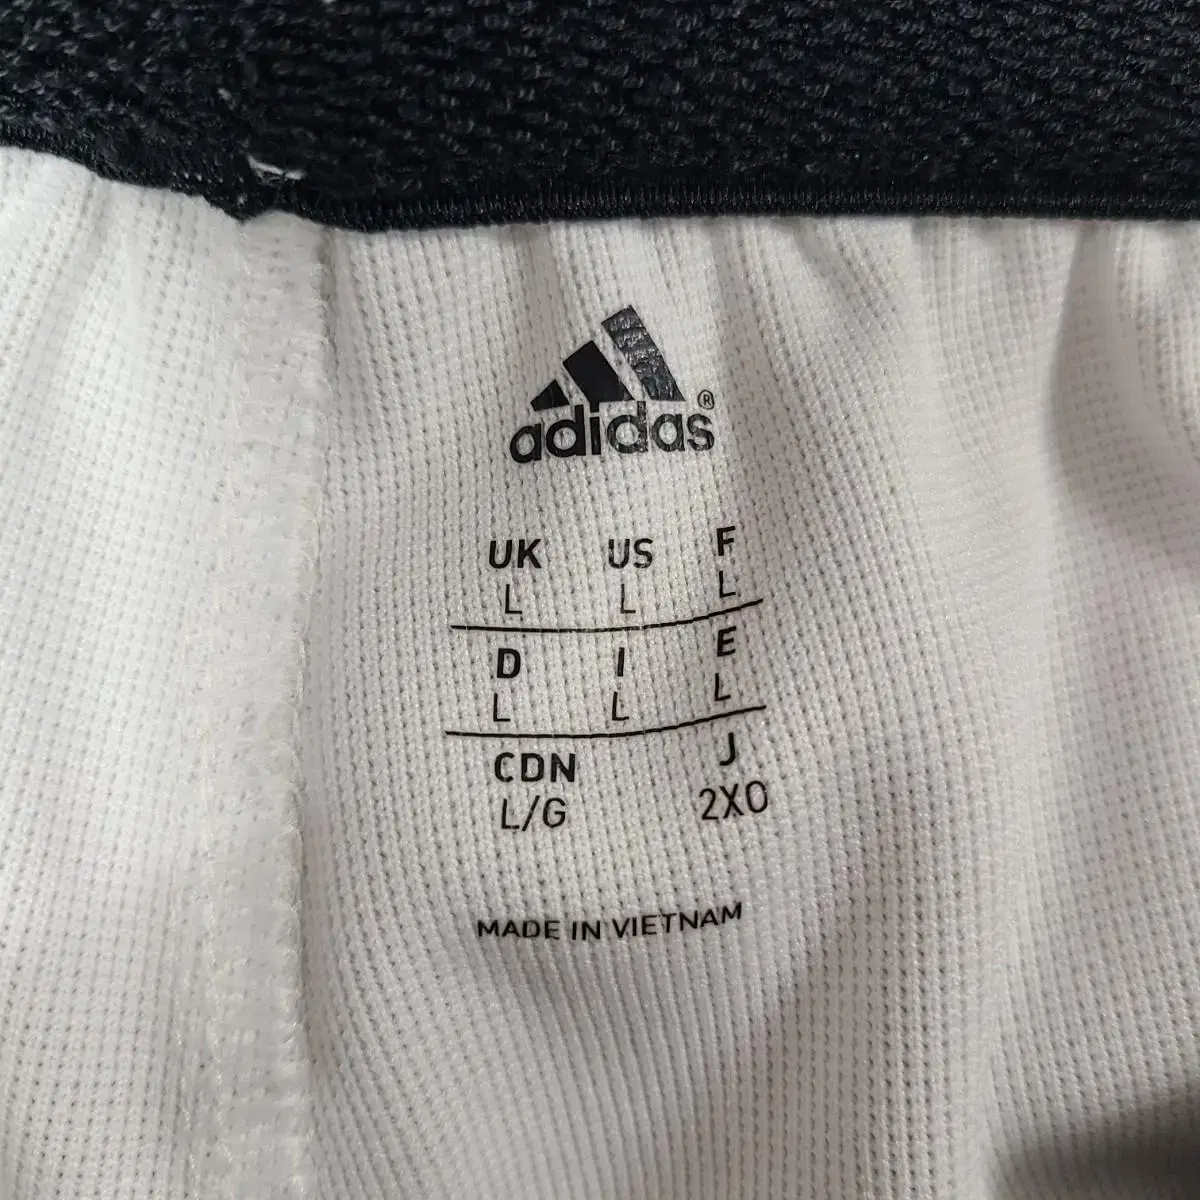 adidas®
UK US F
L L L
D I E
L L L
CDN J
L/G 2XO
MADE IN VIETNAM